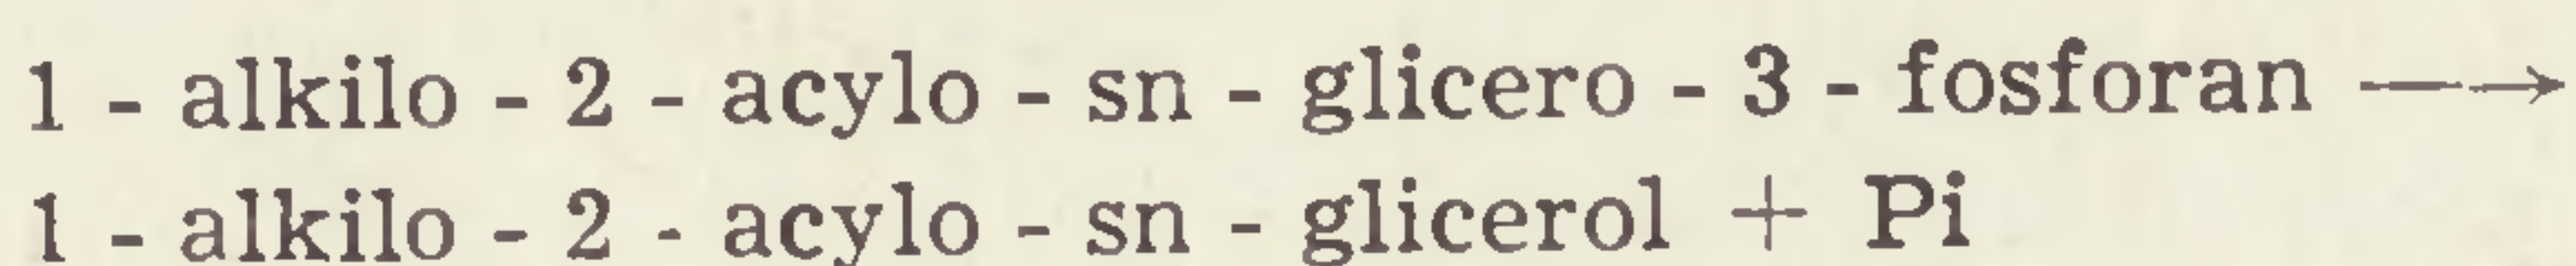 1 - alkilo - 2 - acylo - sn - glicero - 3 - fosforan ⟶
1 - alkilo - 2 - acylo - sn - glicerol + Pi